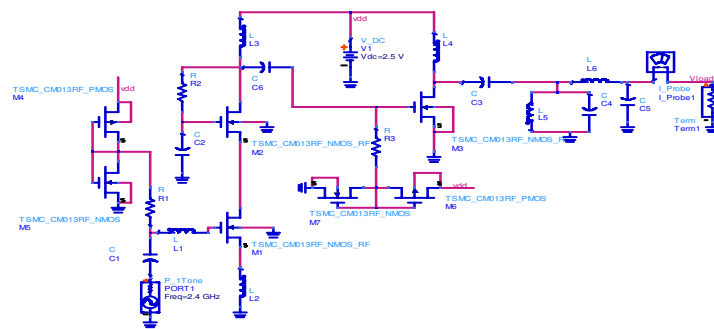 vdd
vdd
L
L3
V_DC
V1
Vdc=2.5 V
L
L4
R
R2
C
C6
TSMC_CM013RF_PMOS
M4
vdd
C
C2
TSMC_CM013RF_NMOS_RF
M2
R
R3
C
C3
TSMC_CM013RF_NMOS_RF
M3
L
L6
L
L5
C
C4
C
C5
I_Probe
I_Probe1
Vload
Term
Term1
TSMC_CM013RF_NMOS
M5
R
R1
L
L1
C
C1
TSMC_CM013RF_NMOS_RF
M1
L
L2
P_1Tone
PORT1
Freq=2.4 GHz
TSMC_CM013RF_NMOS
M7
TSMC_CM013RF_PMOS
M6
vdd